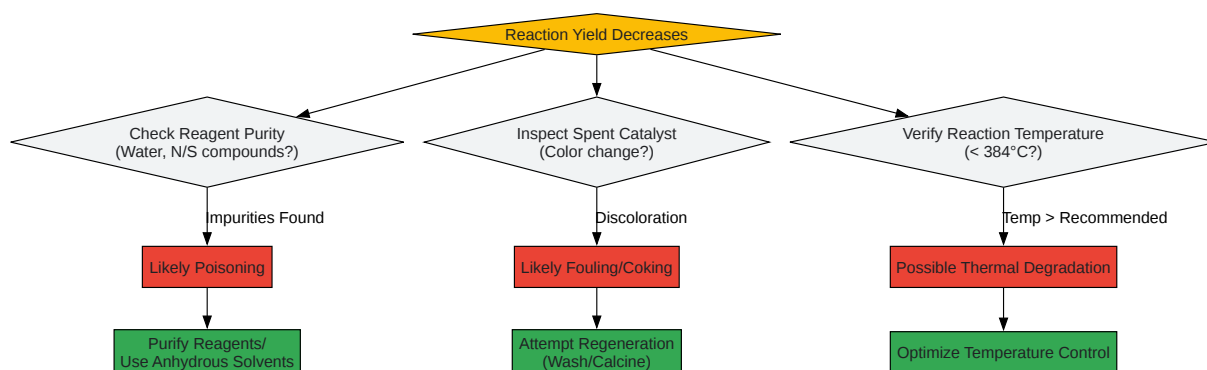 Reaction Yield Decreases
Check Reagent Purity
(Water, N/S compounds?)
Inspect Spent Catalyst
(Color change?)
Verify Reaction Temperature
(< 384°C?)
Impurities Found
Discoloration
Temp > Recommended
Likely Poisoning
Likely Fouling/Coking
Possible Thermal Degradation
Purify Reagents/
Use Anhydrous Solvents
Attempt Regeneration
(Wash/Calcine)
Optimize Temperature Control